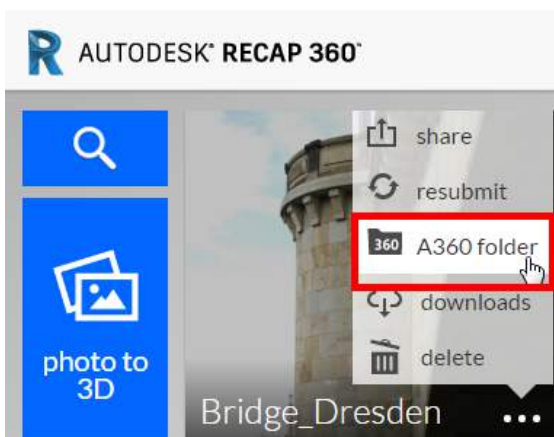 AUTODESK® RECAP 360™
share
resubmit
360 A360 folder
downloads
photo to
3D
delete
Bridge_Dresden ...